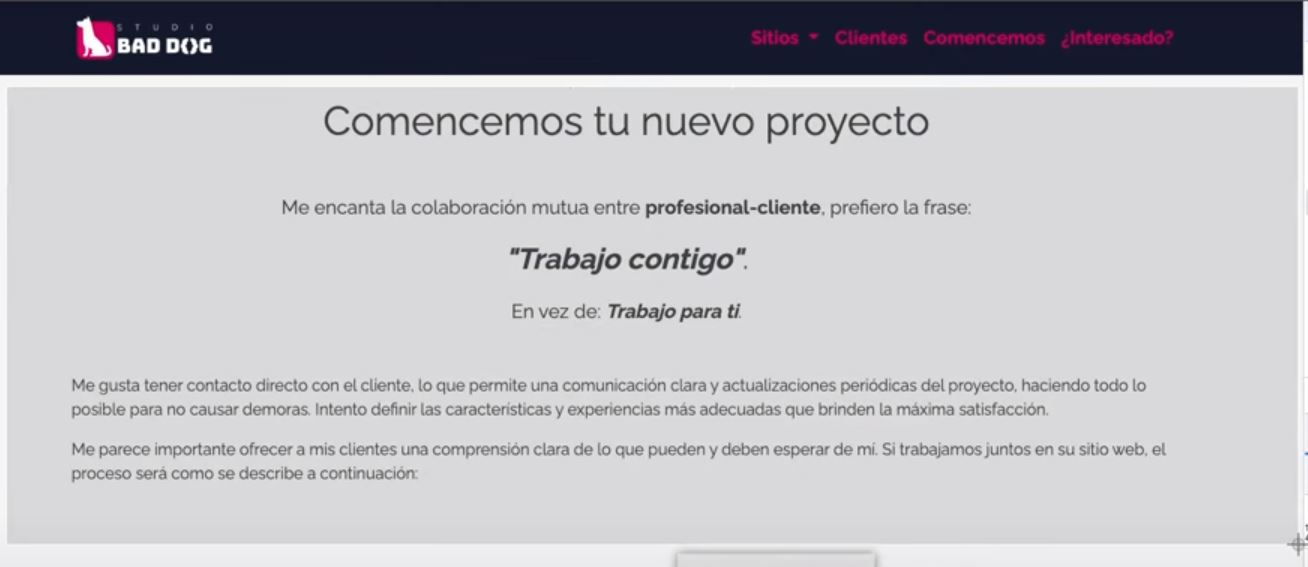 STUDIO
BAD DOG
Sitios
Clientes
Comencemos
¿Interesado?
Comencemos tu nuevo proyecto
Me encanta la colaboración mutua entre profesional-cliente, prefiero la frase:
"Trabajo contigo".
En vez de: Trabajo para ti.
Me gusta tener contacto directo con el cliente, lo que permite una comunicación clara y actualizaciones periódicas del proyecto, haciendo todo lo
posible para no causar demoras. Intento definir las características y experiencias más adecuadas que brinden la máxima satisfacción.
Me parece importante ofrecer a mis clientes una comprensión clara de lo que pueden y deben esperar de mí. Si trabajamos juntos en su sitio web, el
proceso será como se describe a continuación: